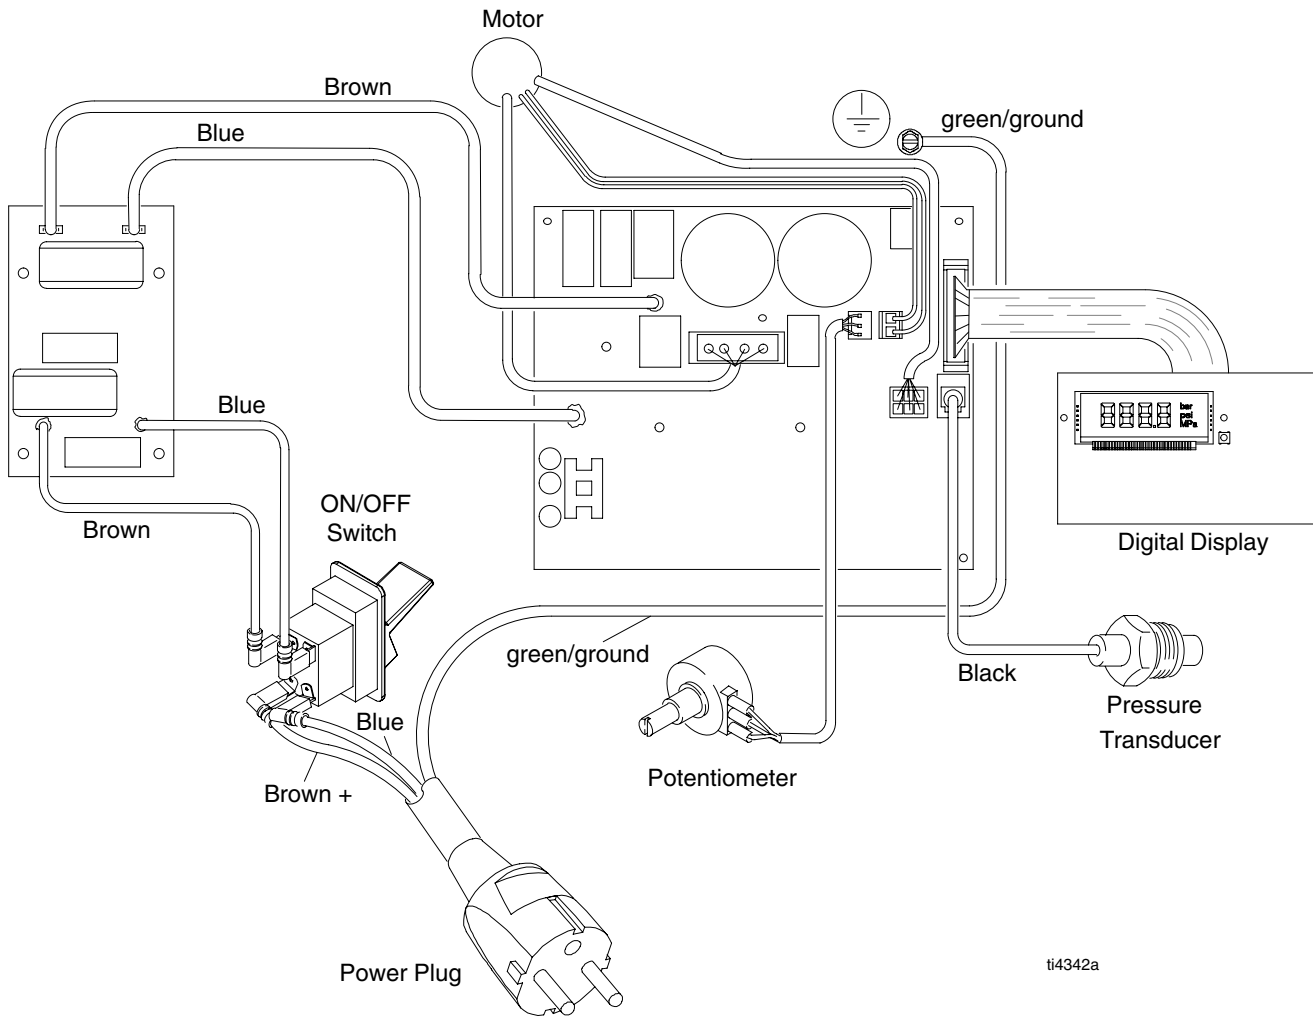 Motor
Brown
Blue
green/ground
bar
psi
MPa
Blue
ON/OFF
Switch
Brown
Digital Display
green/ground
Black
Pressure
Transducer
Blue
Potentiometer
Brown +
Power Plug
ti4342a